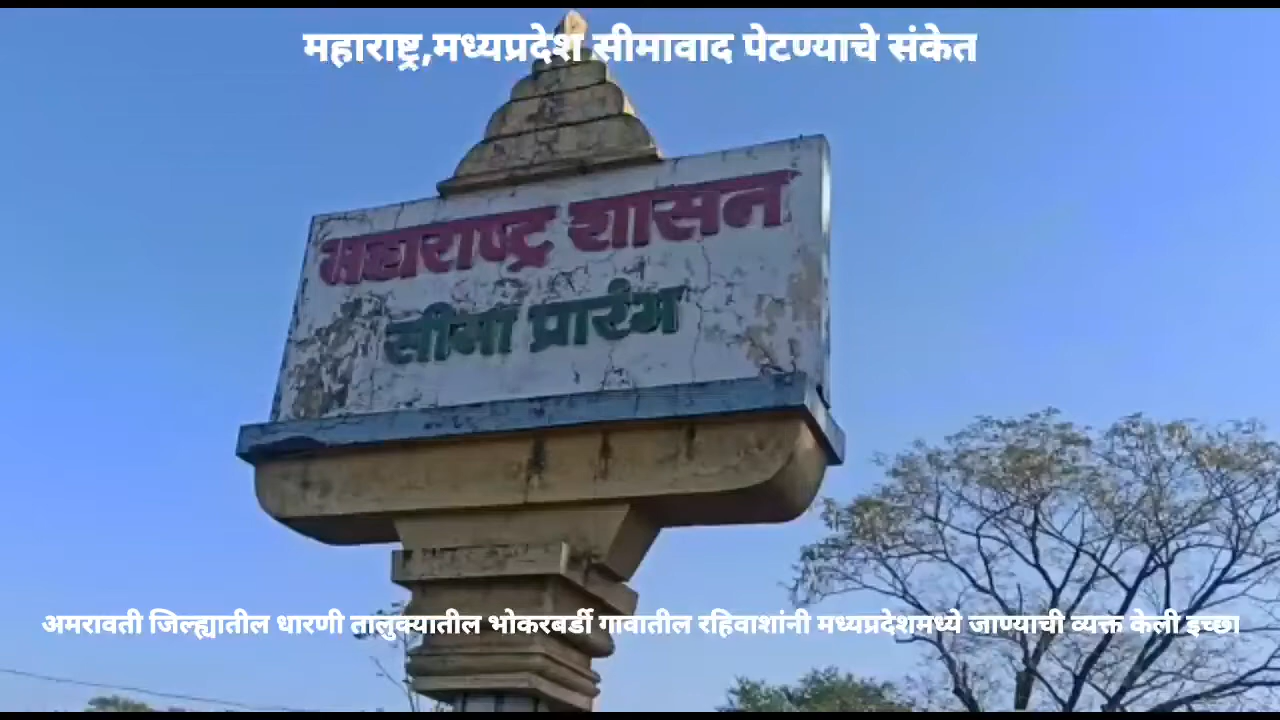 महाराष्ट्र,मध्यप्रदेश सीमावाद पेटण्याचे संकेत
महाराष्ट्र शासन
सीमा प्रारंभ
अमरावती जिल्ह्यातील धारणी तालुक्यातील भोकरबर्डी गावातील रहिवाशांनी मध्यप्रदेशमध्ये जाण्याची व्यक्त केली इच्छा